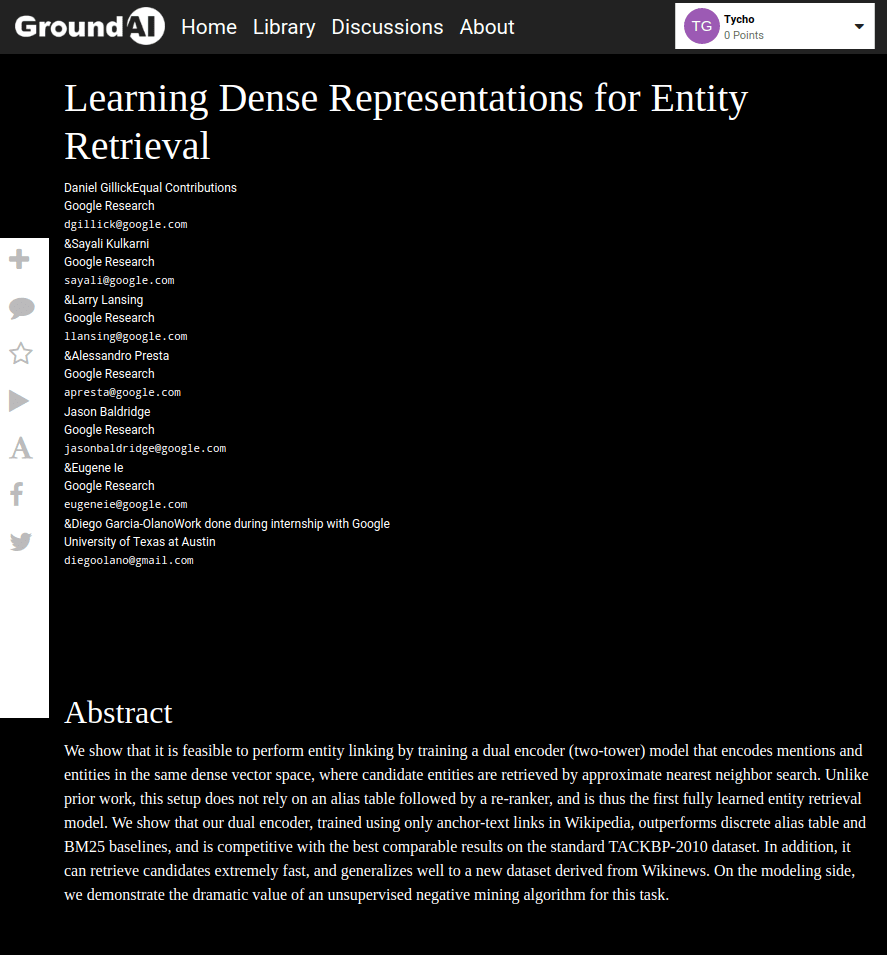 GroundAI Home Library Discussions About
TG Tycho
0 Points
Learning Dense Representations for Entity
Retrieval
Daniel GillickEqual Contributions
Google Research
dgillick@google.com
&Sayali Kulkarni
Google Research
sayali@google.com
&Larry Lansing
Google Research
llansing@google.com
&Alessandro Presta
Google Research
apresta@google.com
Jason Baldridge
Google Research
jasonbaldridge@google.com
&Eugene Ie
Google Research
eugeneie@google.com
&Diego Garcia-OlanoWork done during internship with Google
University of Texas at Austin
diegoolano@gmail.com
Abstract
We show that it is feasible to perform entity linking by training a dual encoder (two-tower) model that encodes mentions and
entities in the same dense vector space, where candidate entities are retrieved by approximate nearest neighbor search. Unlike
prior work, this setup does not rely on an alias table followed by a re-ranker, and is thus the first fully learned entity retrieval
model. We show that our dual encoder, trained using only anchor-text links in Wikipedia, outperforms discrete alias table and
BM25 baselines, and is competitive with the best comparable results on the standard TACKBP-2010 dataset. In addition, it
can retrieve candidates extremely fast, and generalizes well to a new dataset derived from Wikinews. On the modeling side,
we demonstrate the dramatic value of an unsupervised negative mining algorithm for this task.